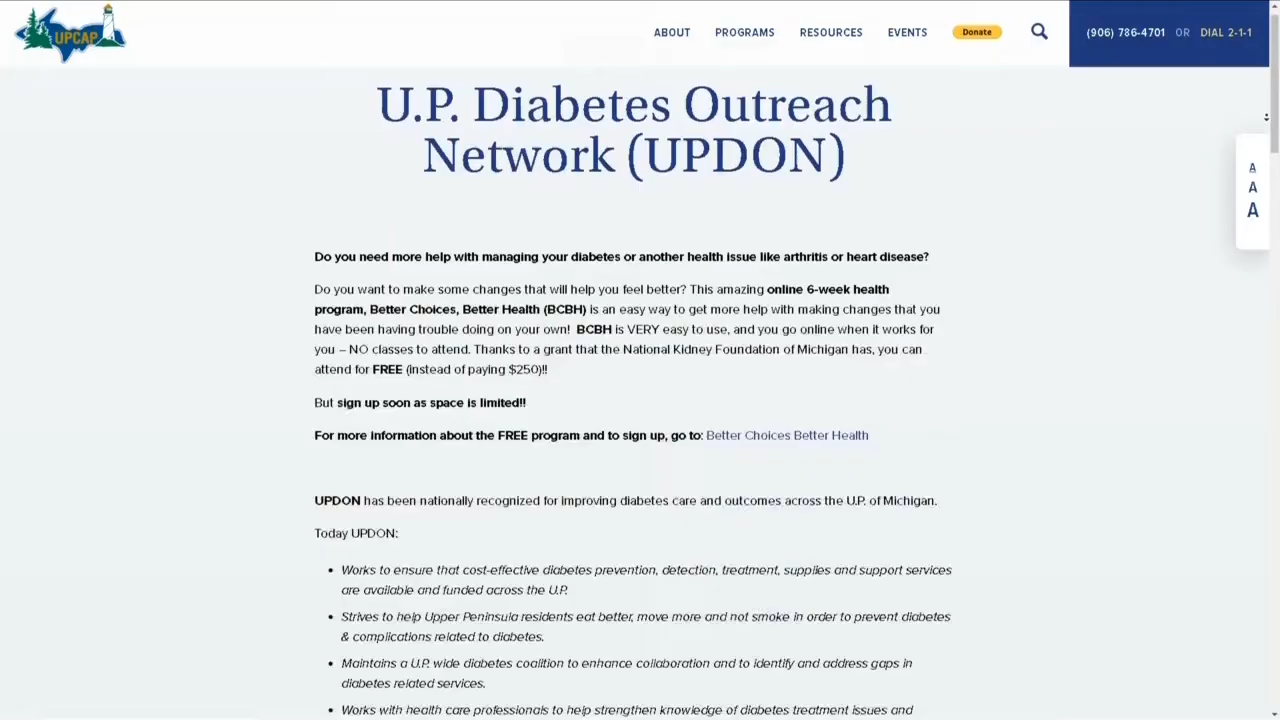 UPCAP
ABOUT PROGRAMS RESOURCES EVENTS Donate (906) 786-4701 OR DIAL 2-1-1
U.P. Diabetes Outreach
Network (UPDON)
A
A
A
Do you need more help with managing your diabetes or another health issue like arthritis or heart disease?
Do you want to make some changes that will help you feel better? This amazing online 6-week health
program, Better Choices, Better Health (BCBH) is an easy way to get more help with making changes that you
have been having trouble doing on your own! BCBH is VERY easy to use, and you go online when it works for
you – NO classes to attend. Thanks to a grant that the National Kidney Foundation of Michigan has, you can
attend for FREE (instead of paying $250)!!
But sign up soon as space is limited!!
For more information about the FREE program and to sign up, go to: Better Choices Better Health
UPDON has been nationally recognized for improving diabetes care and outcomes across the U.P. of Michigan.
Today UPDON:
• Works to ensure that cost-effective diabetes prevention, detection, treatment, supplies and support services
are available and funded across the U.P.
• Strives to help Upper Peninsula residents eat better, move more and not smoke in order to prevent diabetes
& complications related to diabetes.
• Maintains a U.P. wide diabetes coalition to enhance collaboration and to identify and address gaps in
diabetes related services.
• Works with health care professionals to help strengthen knowledge of diabetes treatment issues and